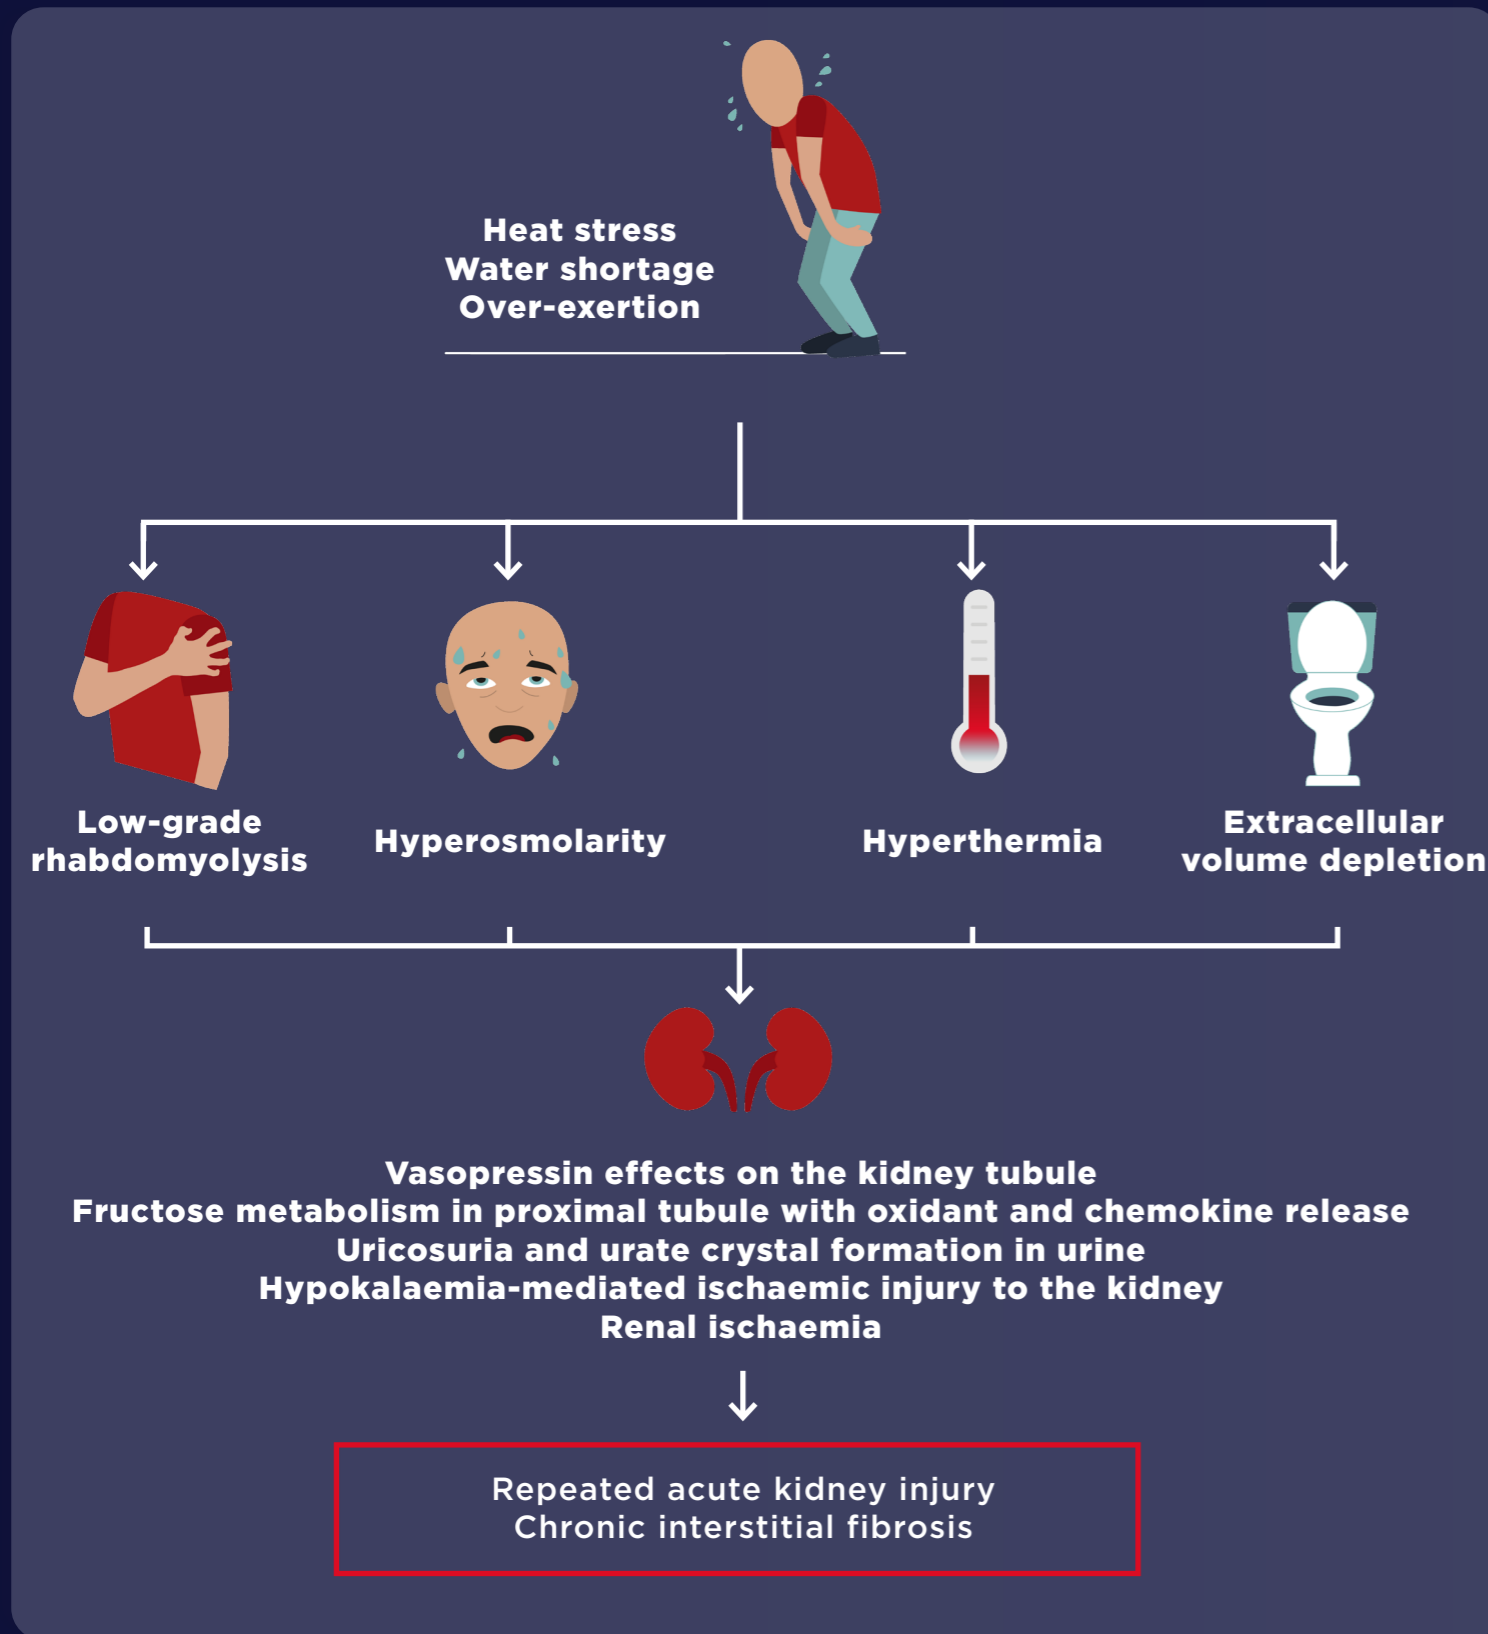 Heat stress
Water shortage
Over-exertion
Low-grade
rhabdomyolysis
Hyperosmolarity
Hyperthermia
Extracellular
volume depletion
Vasopressin effects on the kidney tubule
Fructose metabolism in proximal tubule with oxidant and chemokine release
Uricosuria and urate crystal formation in urine
Hypokalaemia-mediated ischaemic injury to the kidney
Renal ischaemia
Repeated acute kidney injury
Chronic interstitial fibrosis